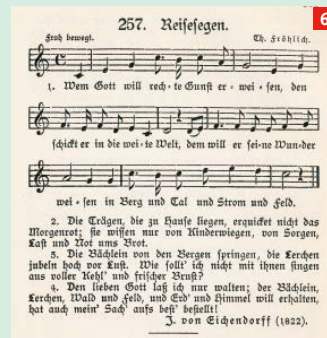 6
257. Reisesegen.
Froh bewegt. Th. Fröhlich.
1. Wem Gott will rech-te Gunst er-wei-sen, den
schickt er in die wei-te Welt, dem will er sei-ne Wun-der
wei-sen in Berg und Tal und Strom und Feld.
2. Die Trägen, die zu Hause liegen, erquicket nicht das
Morgenrot; sie wissen nur von Kinderwiegen, von Sorgen,
Last und Not ums Brot.
3. Die Bächlein von den Bergen springen, die Lerchen
jubeln hoch vor Lust. Wie sollt' ich nicht mit ihnen singen
aus voller Kehl' und frischer Brust?
4. Den lieben Gott laß ich nur walten; der Bächlein,
Lerchen, Wald und Feld, und Erd' und Himmel will erhalten,
hat auch mein' Sach' aufs best' bestellt!
J. von Eichendorff (1822).